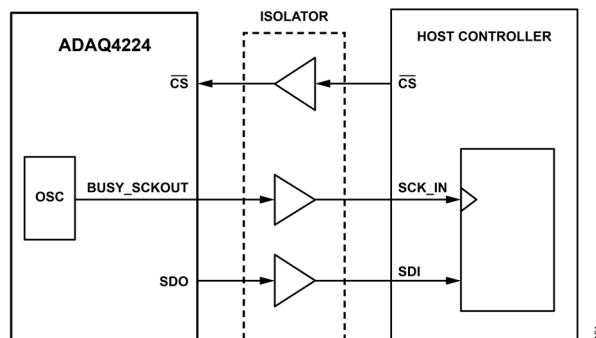 ISOLATOR
ADAQ4224
HOST CONTROLLER
CS
CS
OSC
BUSY_SCKOUT
SCK_IN
SDO
SDI